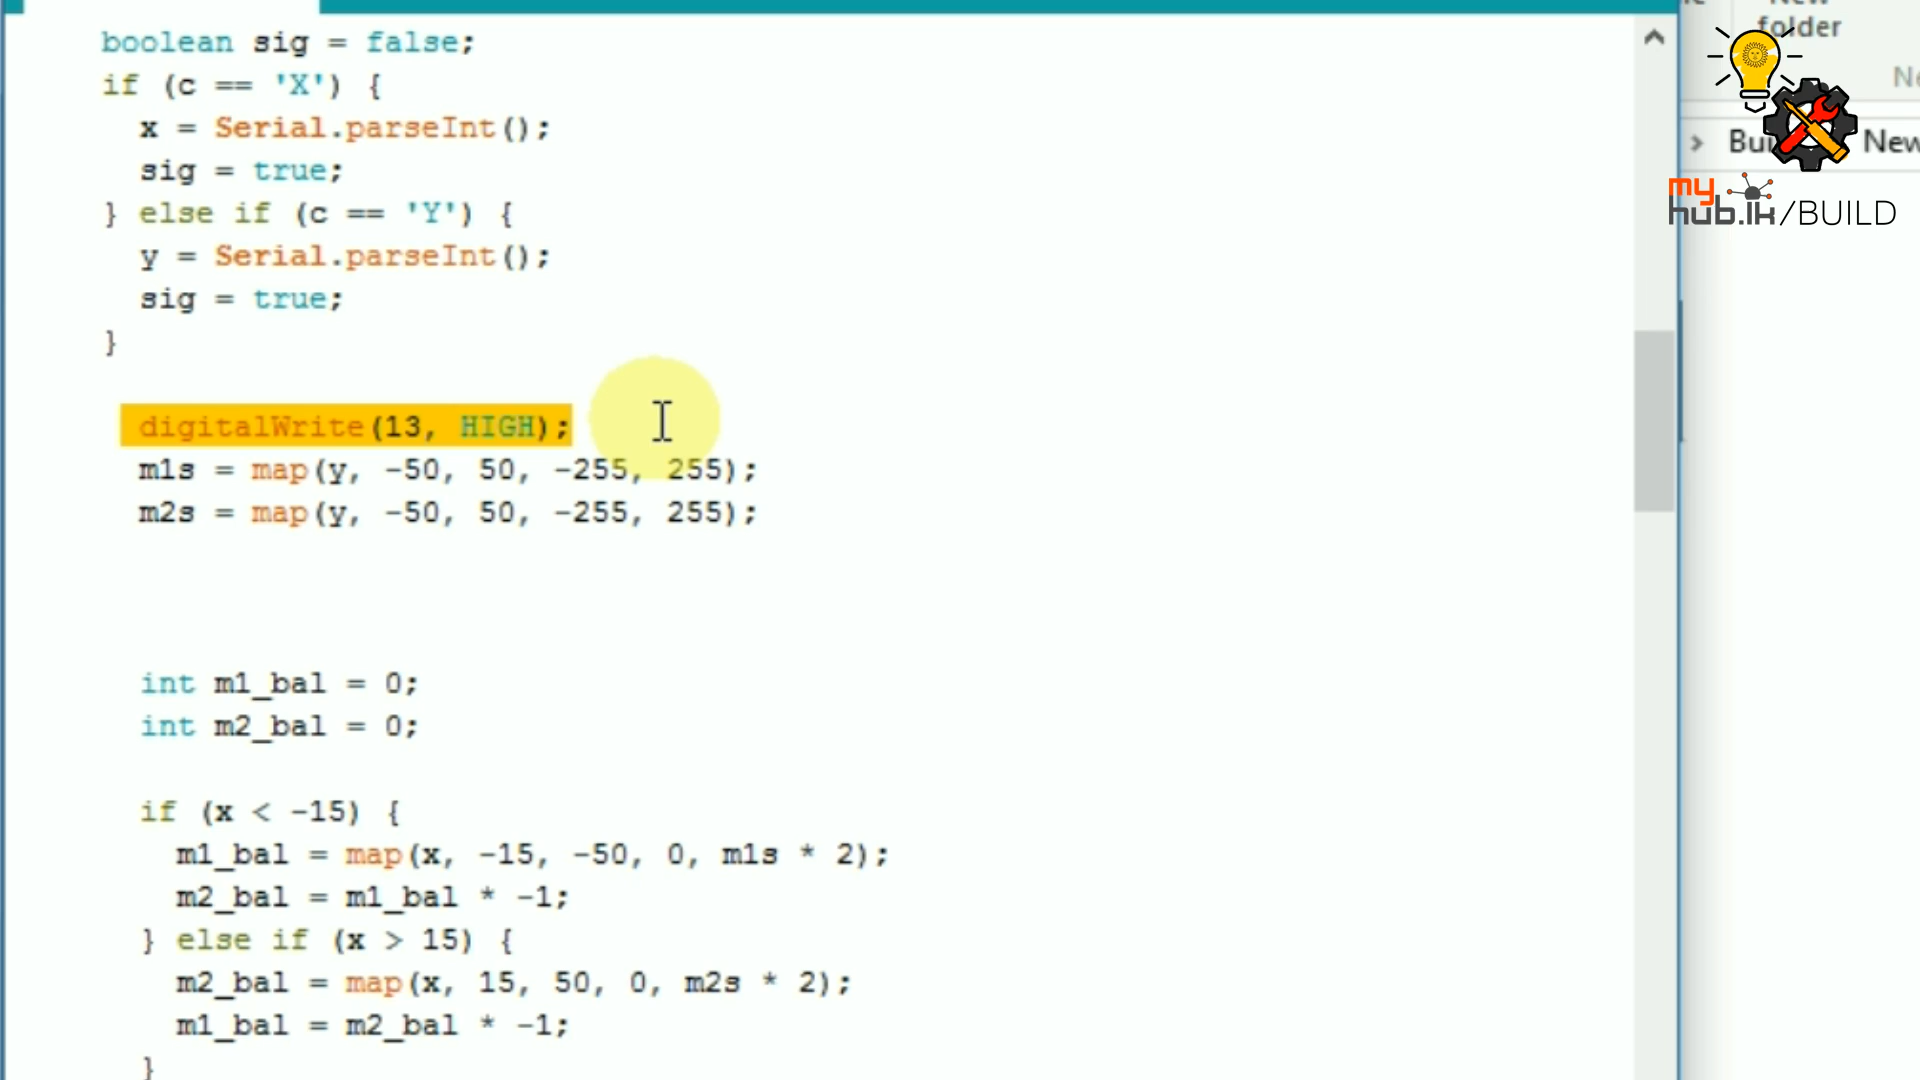 New
folder
boolean sig = false;
if (c == 'X') {
x = Serial.parseInt();
sig = true;
} else if (c == 'Y') {
y = Serial.parseInt();
sig = true;
}
digitalWrite(13, HIGH);
m1s = map(y, -50, 50, -255, 255);
m2s = map(y, -50, 50, -255, 255);
int m1_bal = 0;
int m2_bal = 0;
if (x < -15) {
m1_bal = map(x, -15, -50, 0, m1s * 2);
m2_bal = m1_bal * -1;
} else if (x > 15) {
m2_bal = map(x, 15, 50, 0, m2s * 2);
m1_bal = m2_bal * -1;
}
New
my
hub.lk/BUILD